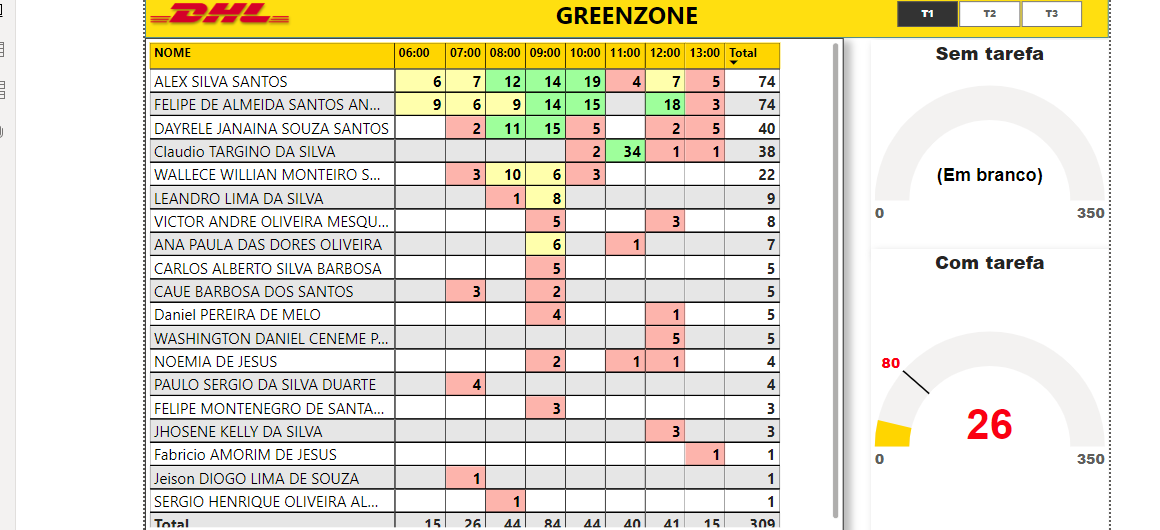 DHL
GREENZONE
T1 T2 T3
NOME 06:00 07:00 08:00 09:00 10:00 11:00 12:00 13:00 Total
ALEX SILVA SANTOS 6 7 12 14 19 4 7 5 74
FELIPE DE ALMEIDA SANTOS AN... 9 6 9 14 15 18 3 74
DAYRELE JANAINA SOUZA SANTOS 2 11 15 5 2 5 40
Claudio TARGINO DA SILVA 2 34 1 1 38
WALLECE WILLIAN MONTEIRO S... 3 10 6 3 22
LEANDRO LIMA DA SILVA 1 8 9
VICTOR ANDRE OLIVEIRA MESQU... 5 3 8
ANA PAULA DAS DORES OLIVEIRA 6 1 7
CARLOS ALBERTO SILVA BARBOSA 5 5
CAUE BARBOSA DOS SANTOS 3 2 5
Daniel PEREIRA DE MELO 4 1 5
WASHINGTON DANIEL CENEME P... 5 5
NOEMIA DE JESUS 2 1 1 4
PAULO SERGIO DA SILVA DUARTE 4 4
FELIPE MONTENEGRO DE SANTA... 3 3
JHOSENE KELLY DA SILVA 3 3
Fabricio AMORIM DE JESUS 1 1
Jeison DIOGO LIMA DE SOUZA 1 1
SERGIO HENRIQUE OLIVEIRA AL... 1 1
Total 15 26 44 84 44 40 41 15 309
Sem tarefa
(Em branco)
0 350
Com tarefa
80
26
0 350